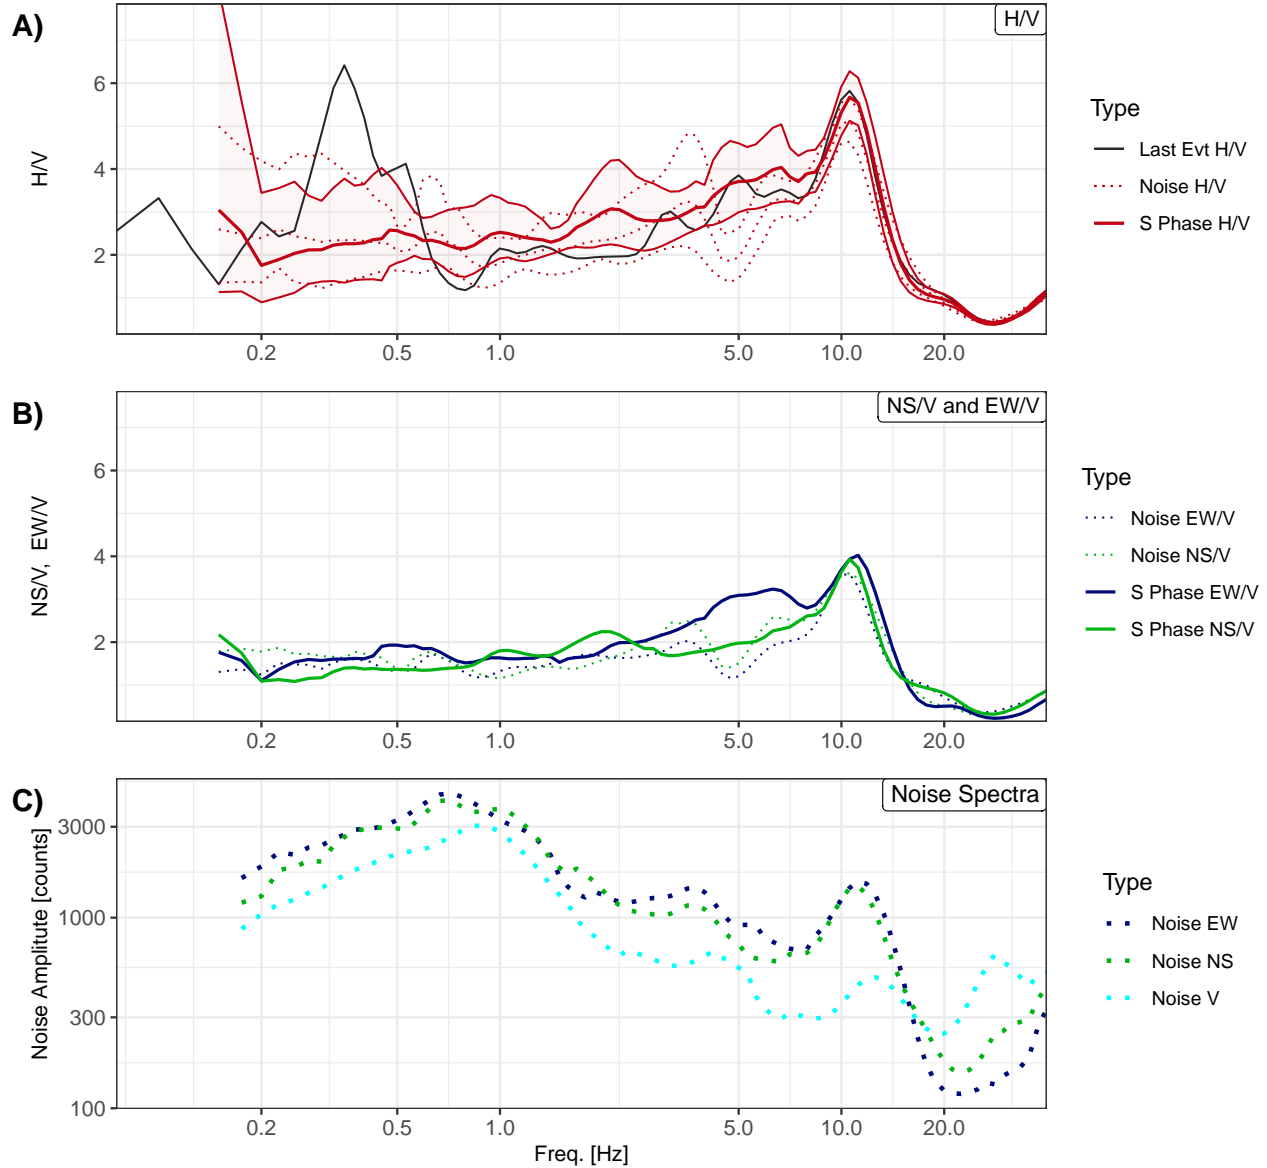 A)
H/V
H/V
6
4
2
0.2 0.5 1.0 5.0 10.0 20.0
Type
Last Evt H/V
Noise H/V
S Phase H/V
B)
NS/V and EW/V
NS/V, EW/V
6
4
2
0.2 0.5 1.0 5.0 10.0 20.0
Type
Noise EW/V
Noise NS/V
S Phase EW/V
S Phase NS/V
C)
Noise Spectra
Noise Amplitude [counts]
3000
1000
300
100
0.2 0.5 1.0 5.0 10.0 20.0
Freq. [Hz]
Type
Noise EW
Noise NS
Noise V